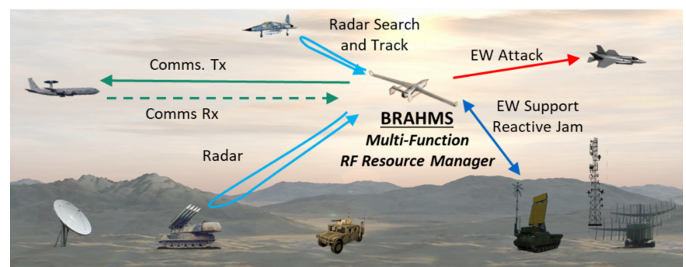 Radar Search
and Track
EW Attack
Comms. Tx
Comms Rx
BRAHMS
Multi-Function
RF Resource Manager
EW Support
Reactive Jam
Radar